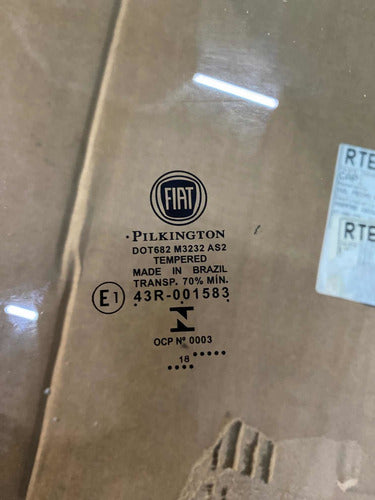 FIAT
PILKINGTON
DOT682 M3232 AS2
TEMPERED
MADE IN BRAZIL
TRANSP. 70% MÍN.
E1 43R-001583
OCP Nº 0003
18
RTE
RTE